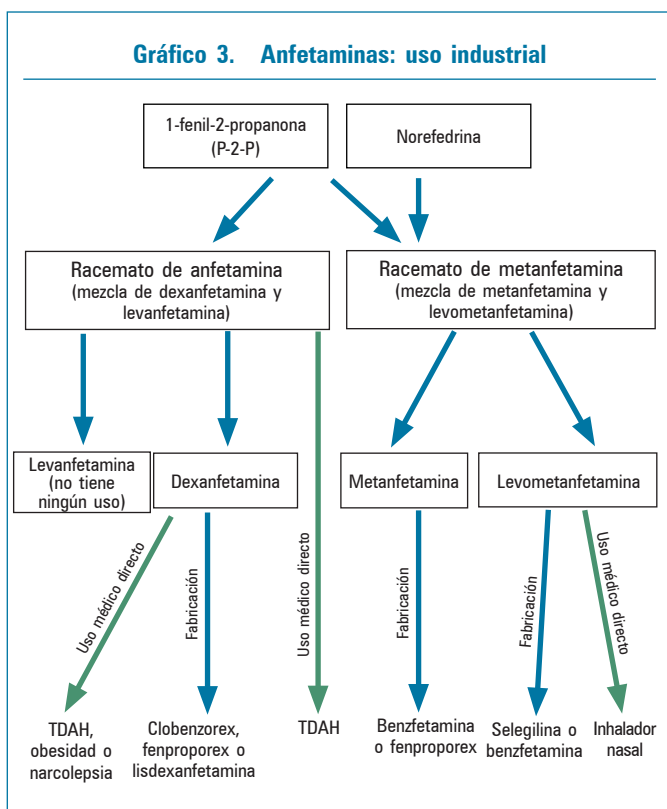 Gráfico 3. Anfetaminas: uso industrial
1-fenil-2-propanona
(P-2-P)
Norefedrina
Racemato de anfetamina
(mezcla de dexanfetamina y
levanfetamina)
Racemato de metanfetamina
(mezcla de metanfetamina y
levometanfetamina)
Levanfetamina
(no tiene
ningún uso)
Dexanfetamina
Metanfetamina
Levometanfetamina
Uso médico directo
Fabricación
Uso médico directo
Fabricación
Fabricación
Uso médico directo
TDAH,
obesidad o
narcolepsia
Clobenzorex,
fenproporex o
lisdexanfetamina
TDAH
Benzfetamina
o fenproporex
Selegilina o
benzfetamina
Inhalador
nasal